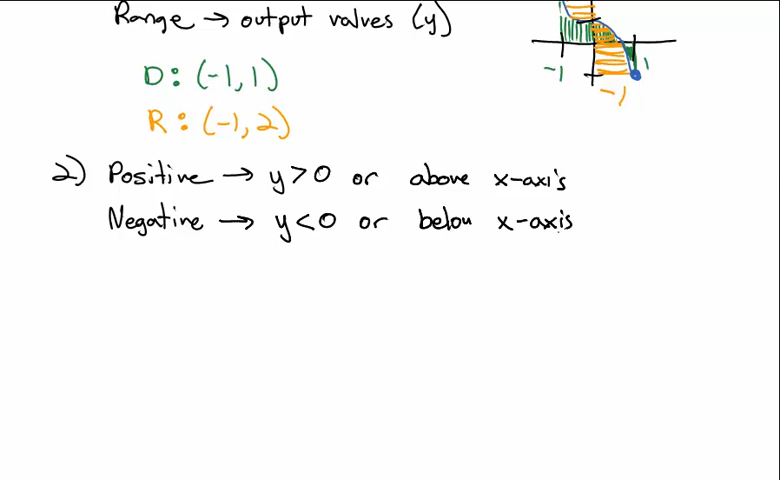 Range → output values (y)
D: (-1, 1)
R: (-1, 2)
-1
1
-1
2) Positive → y > 0 or above x-axis
Negative → y < 0 or below x-axis